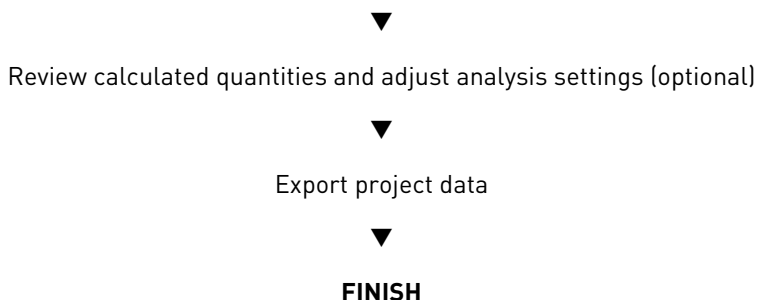 Review calculated quantities and adjust analysis settings (optional)
Export project data
FINISH